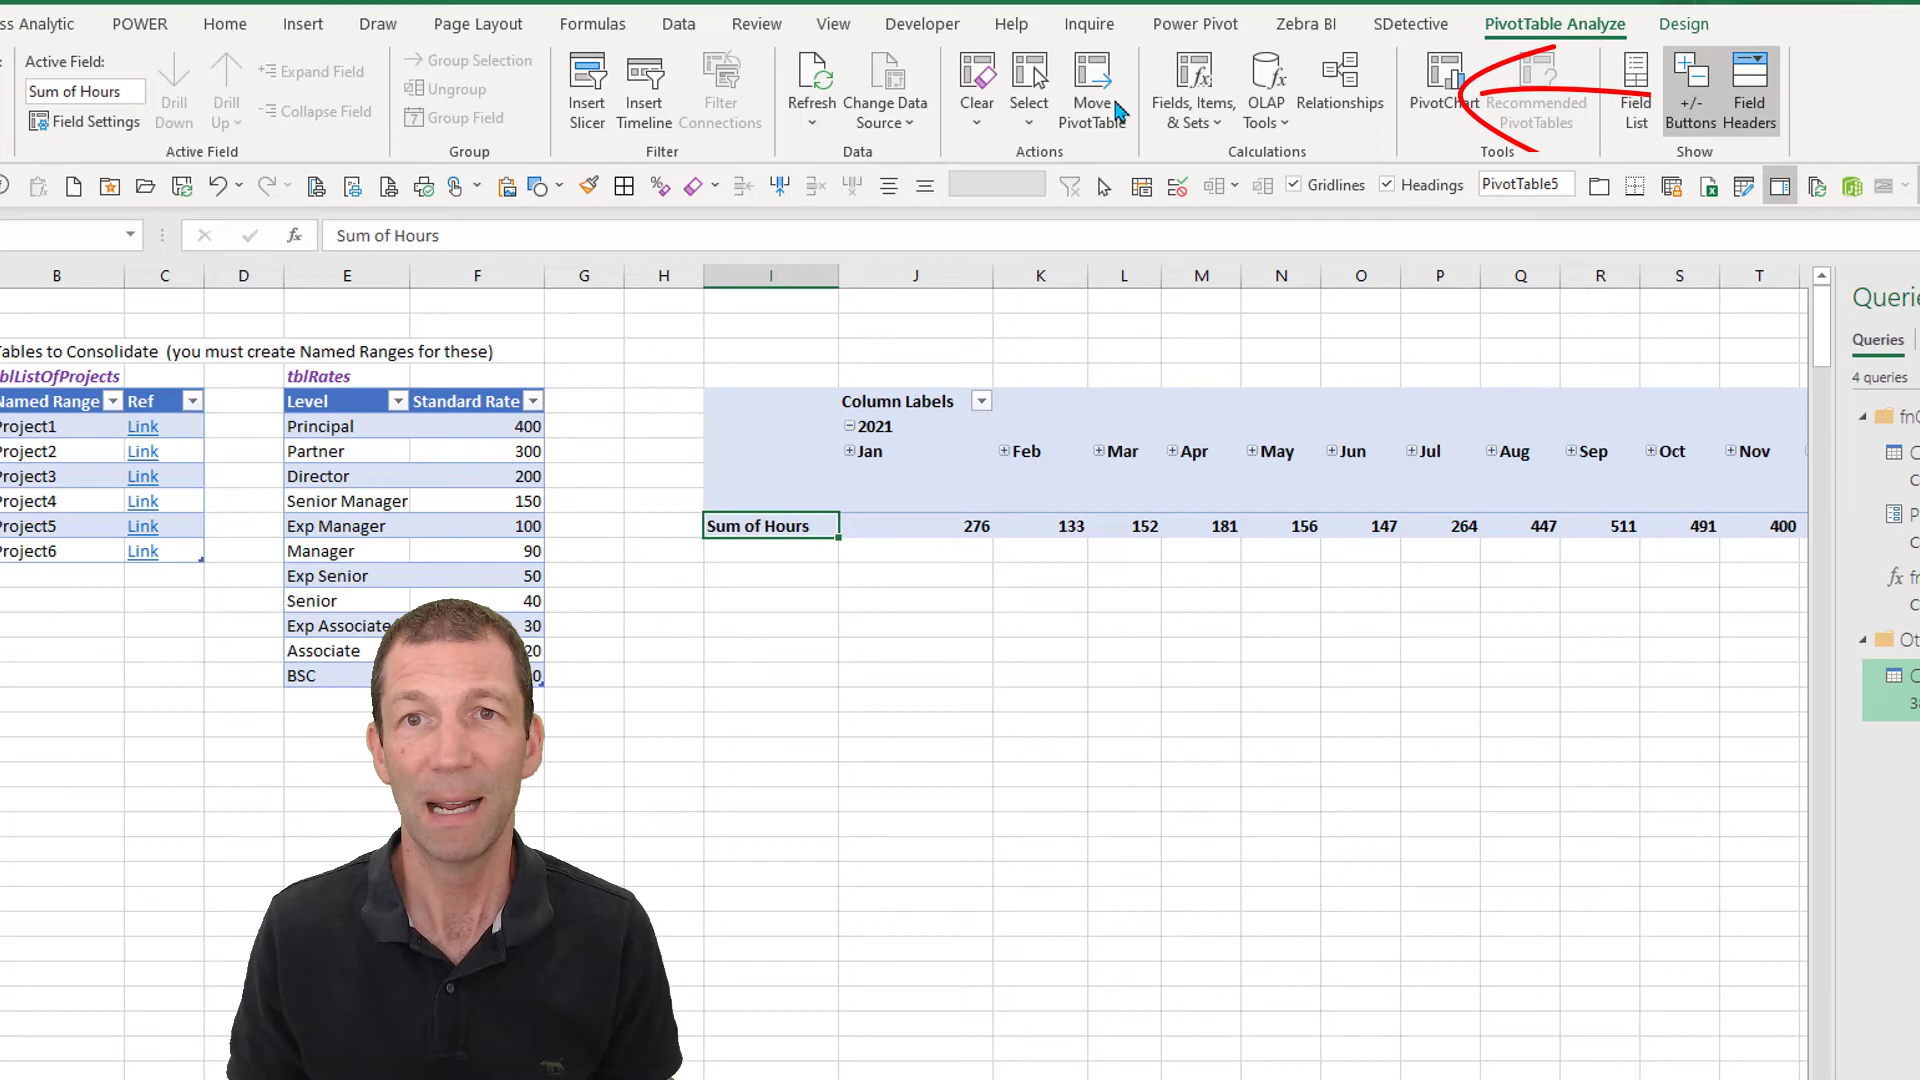 ss Analytic POWER Home Insert Draw Page Layout Formulas Data Review View Developer Help Inquire Power Pivot Zebra BI SDetective PivotTable Analyze Design
Active Field:
Sum of Hours
Field Settings
Drill Down
Drill Up
Expand Field
Collapse Field
Active Field
Group Selection
Ungroup
Group Field
Group
Insert Slicer
Insert Timeline
Filter Connections
Filter
Refresh
Change Data Source
Data
Clear
Select
Move PivotTable
Actions
Fields, Items, & Sets
OLAP Tools
Relationships
Calculations
PivotChart
Recommended PivotTables
Tools
Field List
+/- Buttons
Field Headers
Show
Gridlines Headings PivotTable5
fx Sum of Hours
B C D E F G H I J K L M N O P Q R S T
Tables to Consolidate (you must create Named Ranges for these)
blListOfProjects tblRates
Named Range Ref Level Standard Rate Column Labels
Project1 Link Principal 400 2021
Project2 Link Partner 300 Jan Feb Mar Apr May Jun Jul Aug Sep Oct Nov
Project3 Link Director 200
Project4 Link Senior Manager 150
Project5 Link Exp Manager 100 Sum of Hours 276 133 152 181 156 147 264 447 511 491 400
Project6 Link Manager 90
Exp Senior 50
Senior 40
Exp Associate 30
Associate 20
BSC 0
Querie
Queries
4 queries
fnC
C
C
P
C
fx fr
C
Ot
C
38